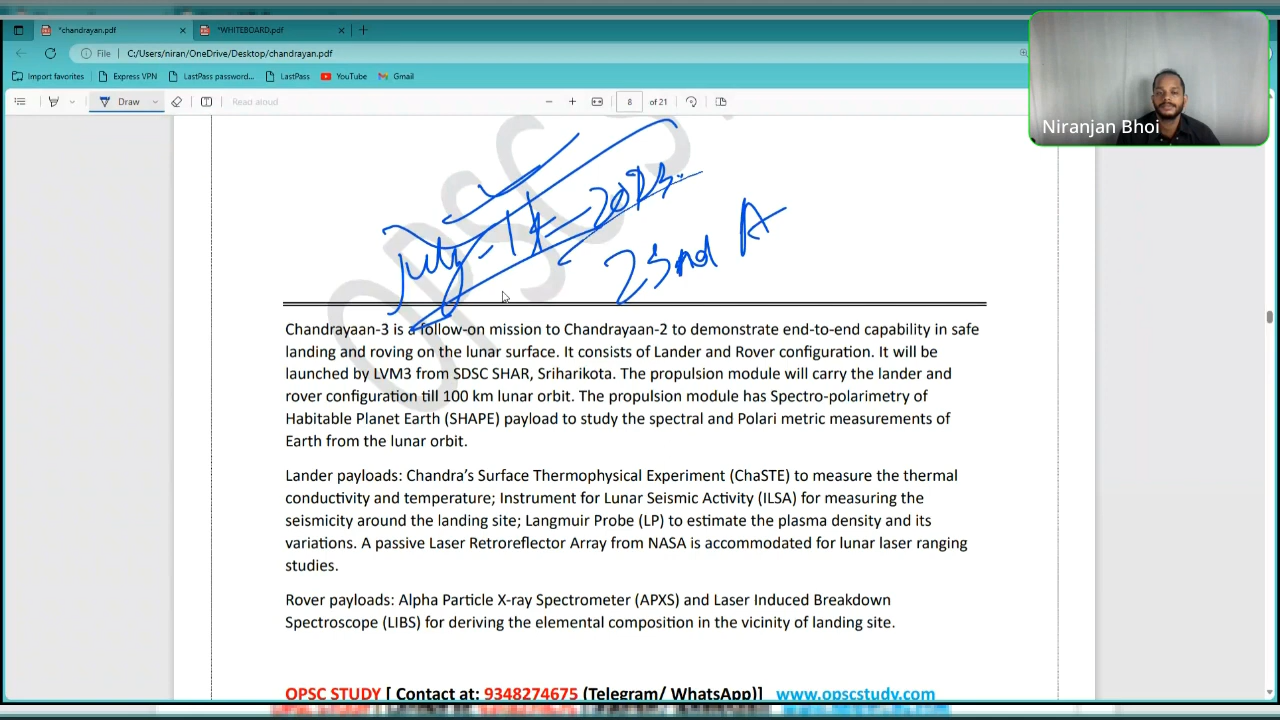 *chandrayan.pdf
*WHITEBOARD.pdf
File C:/Users/niran/OneDrive/Desktop/chandrayan.pdf
Import favorites Express VPN LastPass password... LastPass YouTube Gmail
Draw Read aloud 8 of 21
Niranjan Bhoi
OPSC
July - 14 - 2023.
23nd A
Chandrayaan-3 is a follow-on mission to Chandrayaan-2 to demonstrate end-to-end capability in safe
landing and roving on the lunar surface. It consists of Lander and Rover configuration. It will be
launched by LVM3 from SDSC SHAR, Sriharikota. The propulsion module will carry the lander and
rover configuration till 100 km lunar orbit. The propulsion module has Spectro-polarimetry of
Habitable Planet Earth (SHAPE) payload to study the spectral and Polari metric measurements of
Earth from the lunar orbit.
Lander payloads: Chandra’s Surface Thermophysical Experiment (ChaSTE) to measure the thermal
conductivity and temperature; Instrument for Lunar Seismic Activity (ILSA) for measuring the
seismicity around the landing site; Langmuir Probe (LP) to estimate the plasma density and its
variations. A passive Laser Retroreflector Array from NASA is accommodated for lunar laser ranging
studies.
Rover payloads: Alpha Particle X-ray Spectrometer (APXS) and Laser Induced Breakdown
Spectroscope (LIBS) for deriving the elemental composition in the vicinity of landing site.
OPSC STUDY [ Contact at: 9348274675 (Telegram/ WhatsApp)] www.opscstudy.com